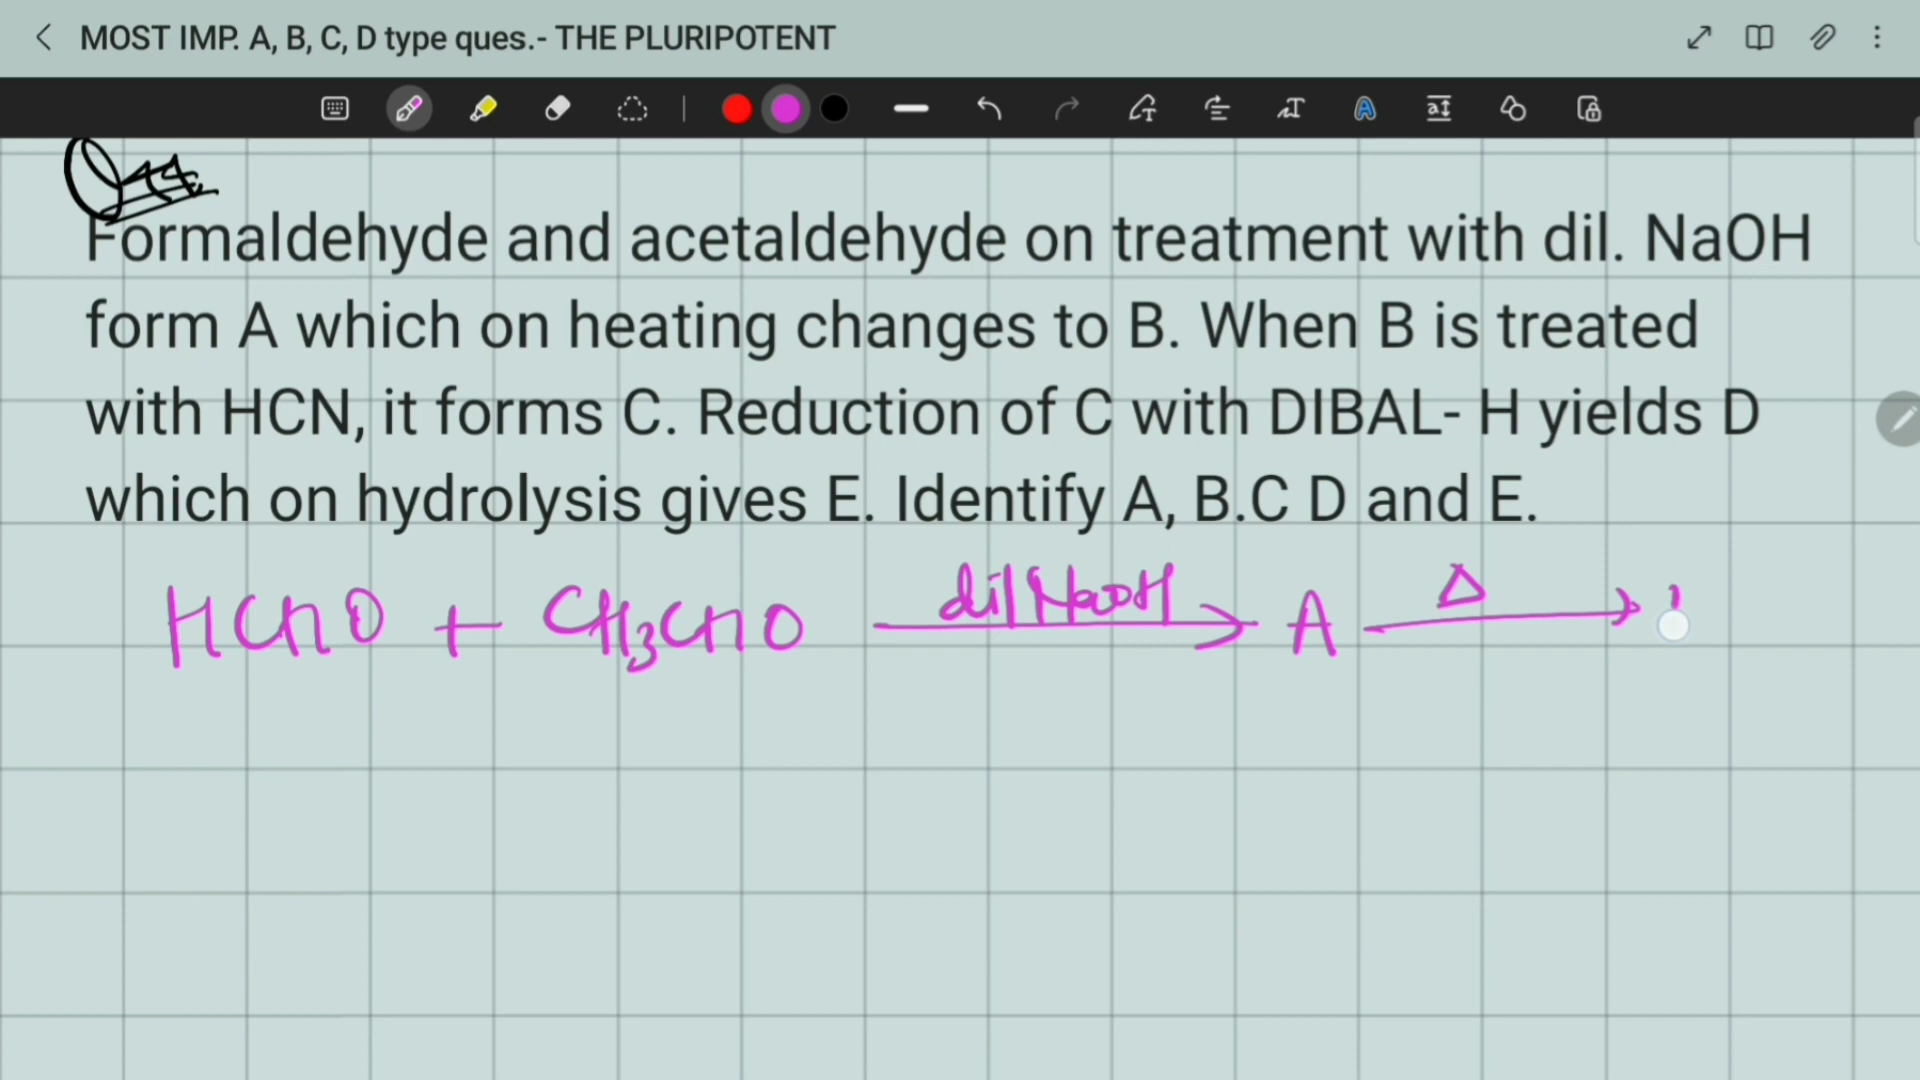 MOST IMP. A, B, C, D type ques.- THE PLURIPOTENT
Formaldehyde and acetaldehyde on treatment with dil. NaOH
form A which on heating changes to B. When B is treated
with HCN, it forms C. Reduction of C with DIBAL- H yields D
which on hydrolysis gives E. Identify A, B.C D and E.
HCHO + CH3CHO dil NaOH → A Δ →